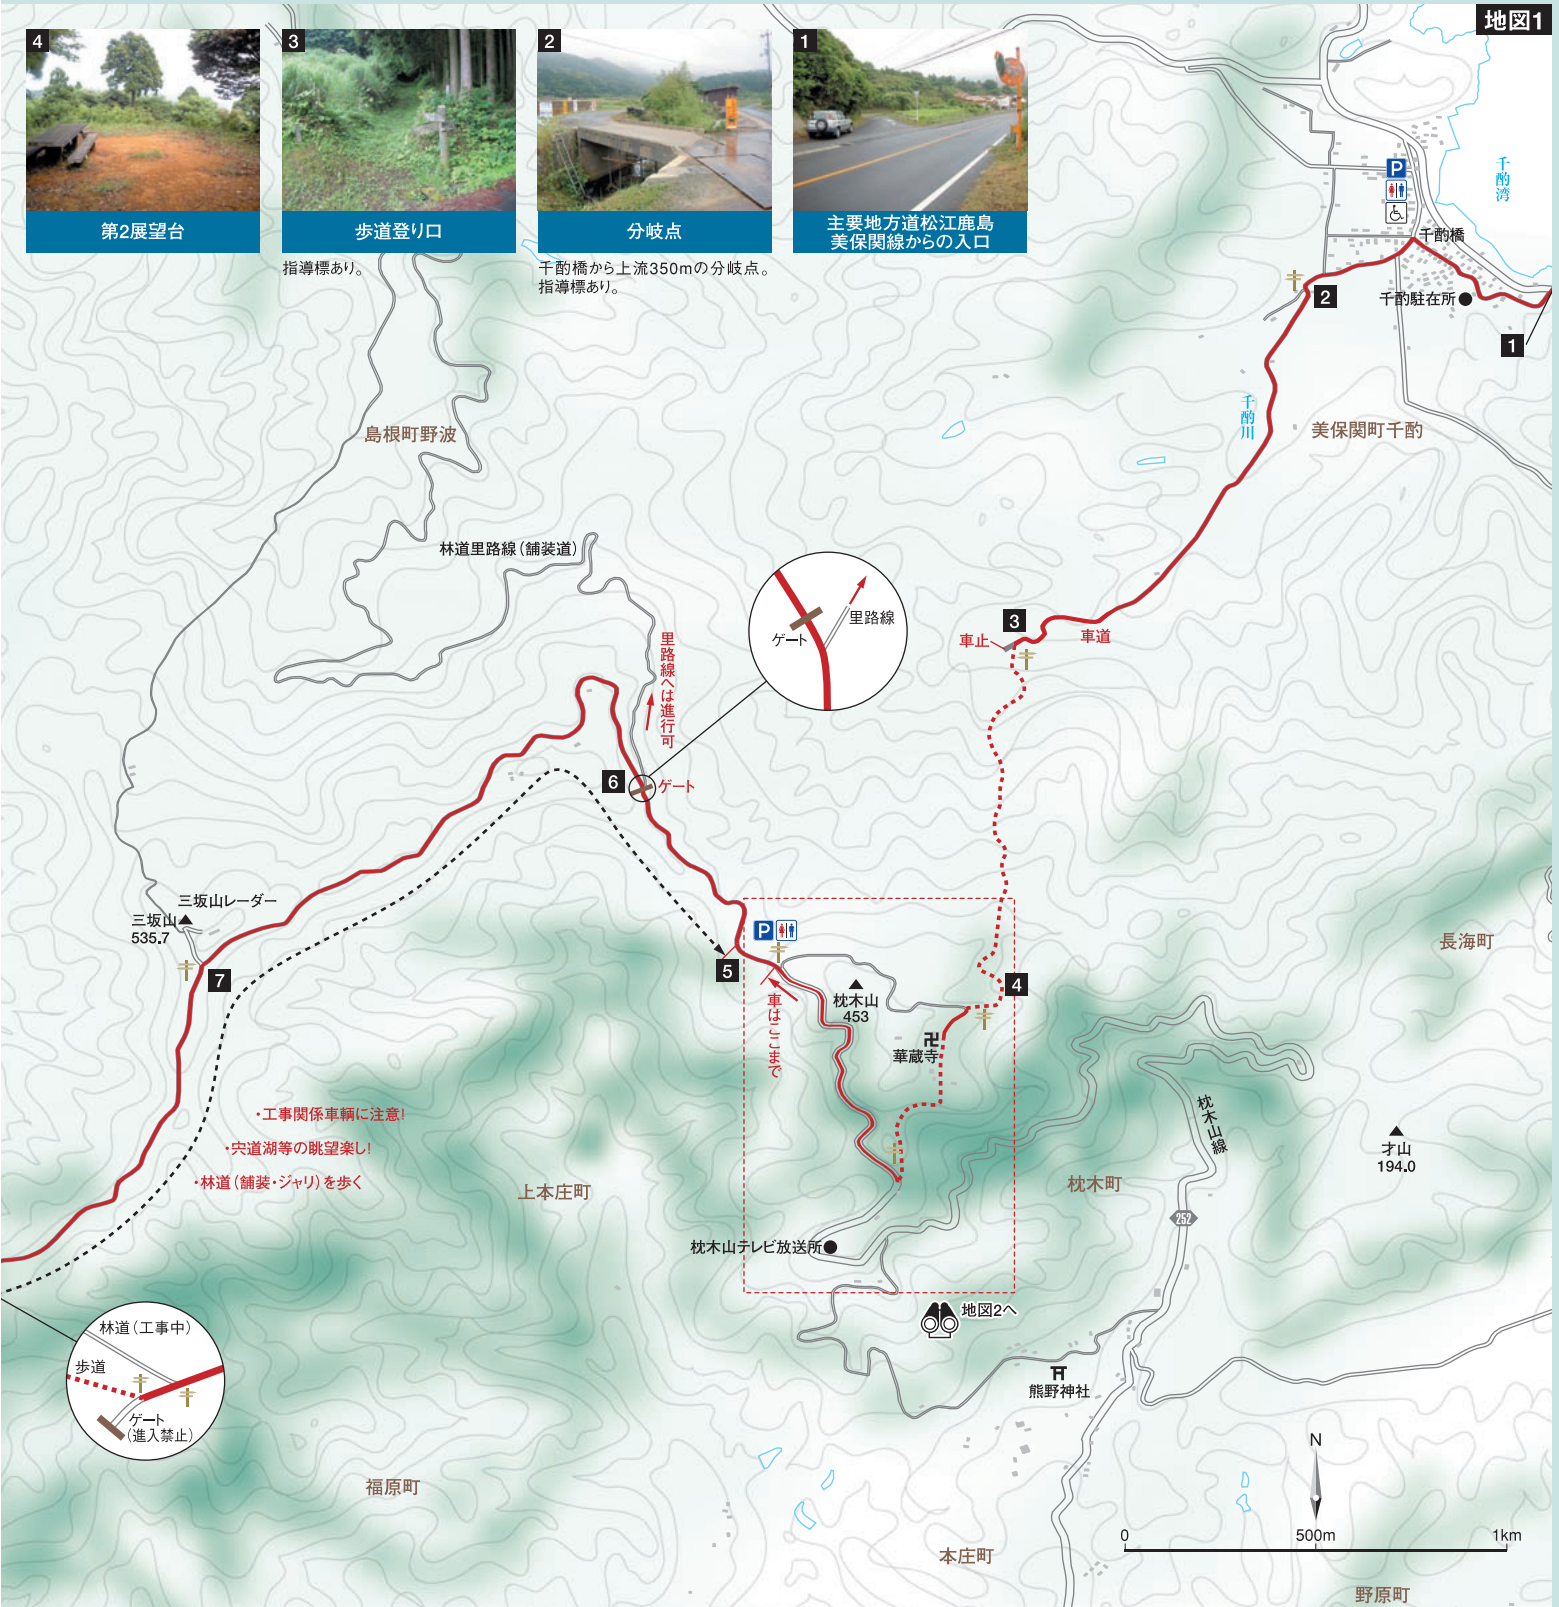 地図1
4
第2展望台
3
歩道登り口
指導標あり。
2
分岐点
千酌橋から上流350mの分岐点。
指導標あり。
1
主要地方道松江鹿島
美保関線からの入口
千酌湾
P
千酌橋
千酌駐在所
2
1
千酌川
美保関町千酌
島根町野波
林道里路線（舗装道）
里路線
ゲート
3
車止
車道
里路線へは進行可
6
ゲート
三坂山レーダー
三坂山
535.7
7
P
5
車はここまで
枕木山
453
4
華蔵寺
長海町
・工事関係車輌に注意!
・宍道湖等の眺望楽し!
・林道（舗装・ジャリ）を歩く
上本庄町
枕木山線
才山
194.0
枕木町
252
枕木山テレビ放送所
地図2へ
林道（工事中）
歩道
ゲート
（進入禁止）
熊野神社
福原町
本庄町
野原町
N
0
500m
1km